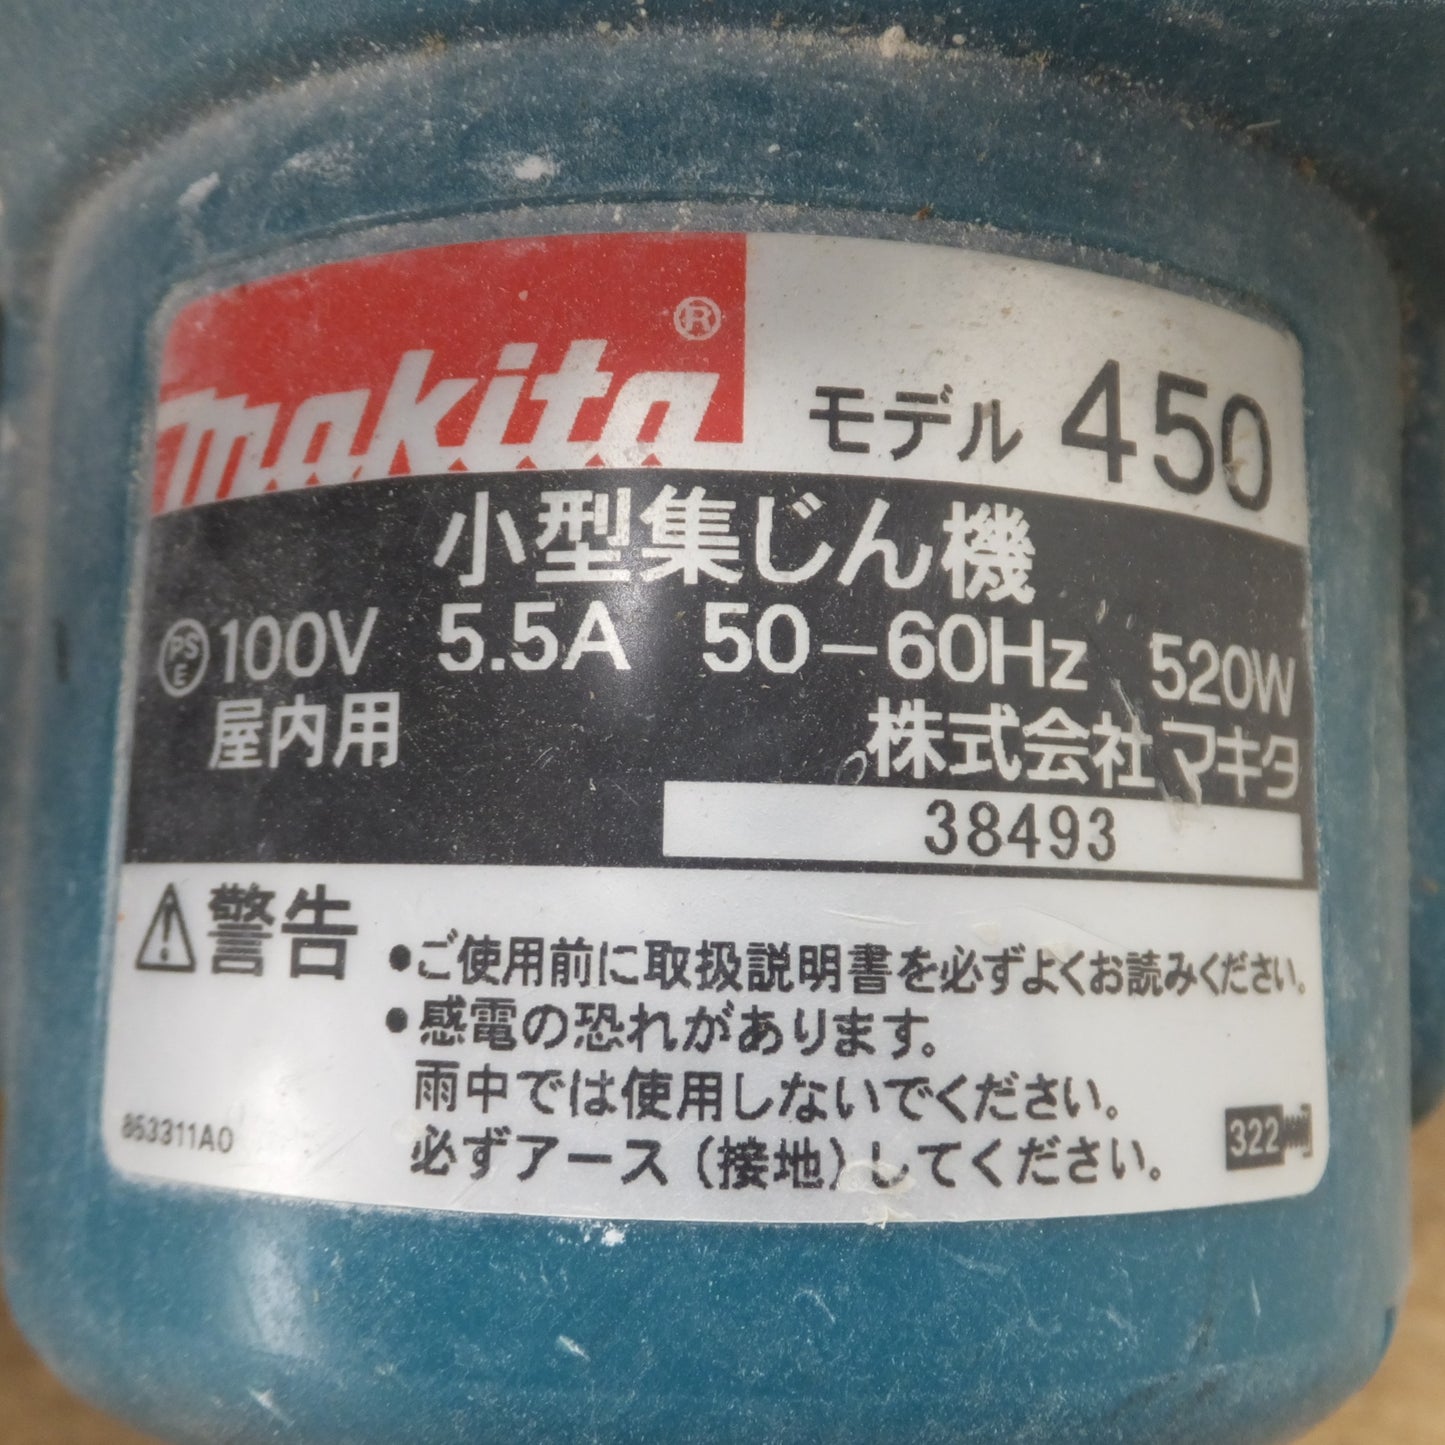 makita®
モデル 450
小型集じん機
PSE 100V 5.5A 50-60Hz 520W
屋内用 株式会社マキタ
38493
警告
•ご使用前に取扱説明書を必ずよくお読みください。
•感電の恐れがあります。
雨中では使用しないでください。
必ずアース(接地)してください。
853311A0
322